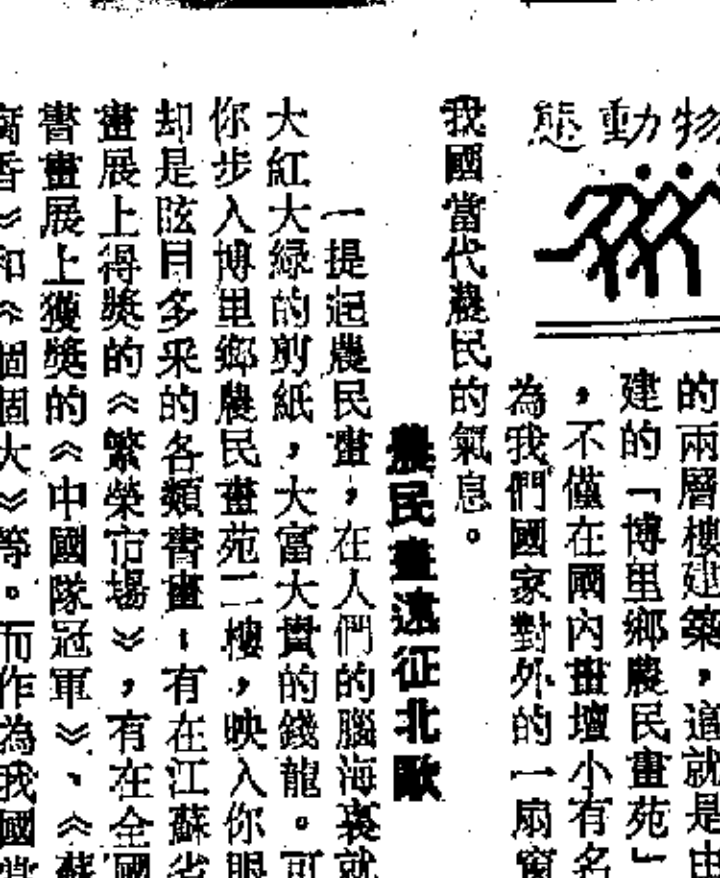 物動態
的兩層樓建築，這就是由
建的「博里鄉農民畫苑」
，不僅在國內畫壇小有名
為我們國家對外的一扇窗
我國當代農民的氣息。
農民畫遠征北歐
一提起農民畫，在人們的腦海裏就
大紅大綠的剪紙，大富大貴的錢龍。可
你步入博里鄉農民畫苑二樓，映入你眼
却是眩目多采的各類書畫：有在江蘇省
畫展上得獎的《繁榮市場》，有在全國
書畫展上獲獎的《中國隊冠軍》、《蘇
香》和《個個大》等。而作為我國